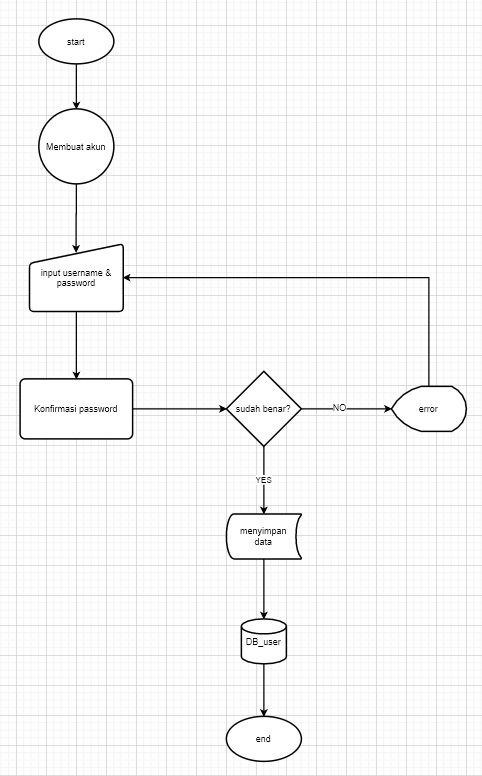 start
Membuat akun
input username &
password
Konfirmasi password
sudah benar?
NO
error
YES
menyimpan
data
DB_user
end